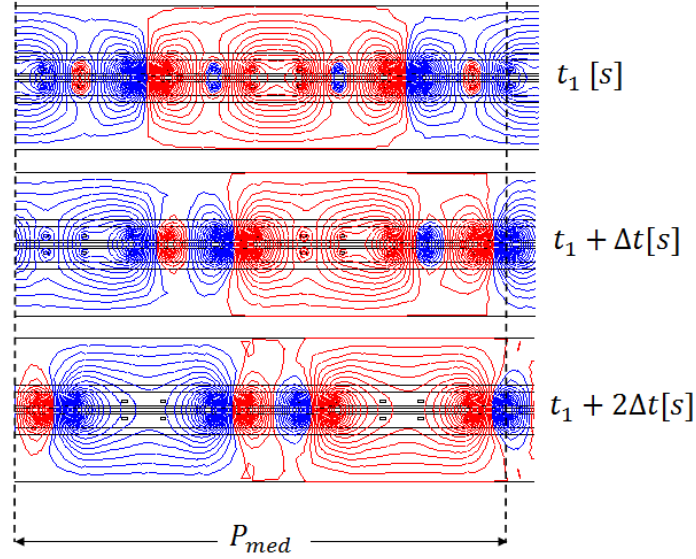 t₁ [s]
t₁ + Δt[s]
t₁ + 2Δt[s]
P_med